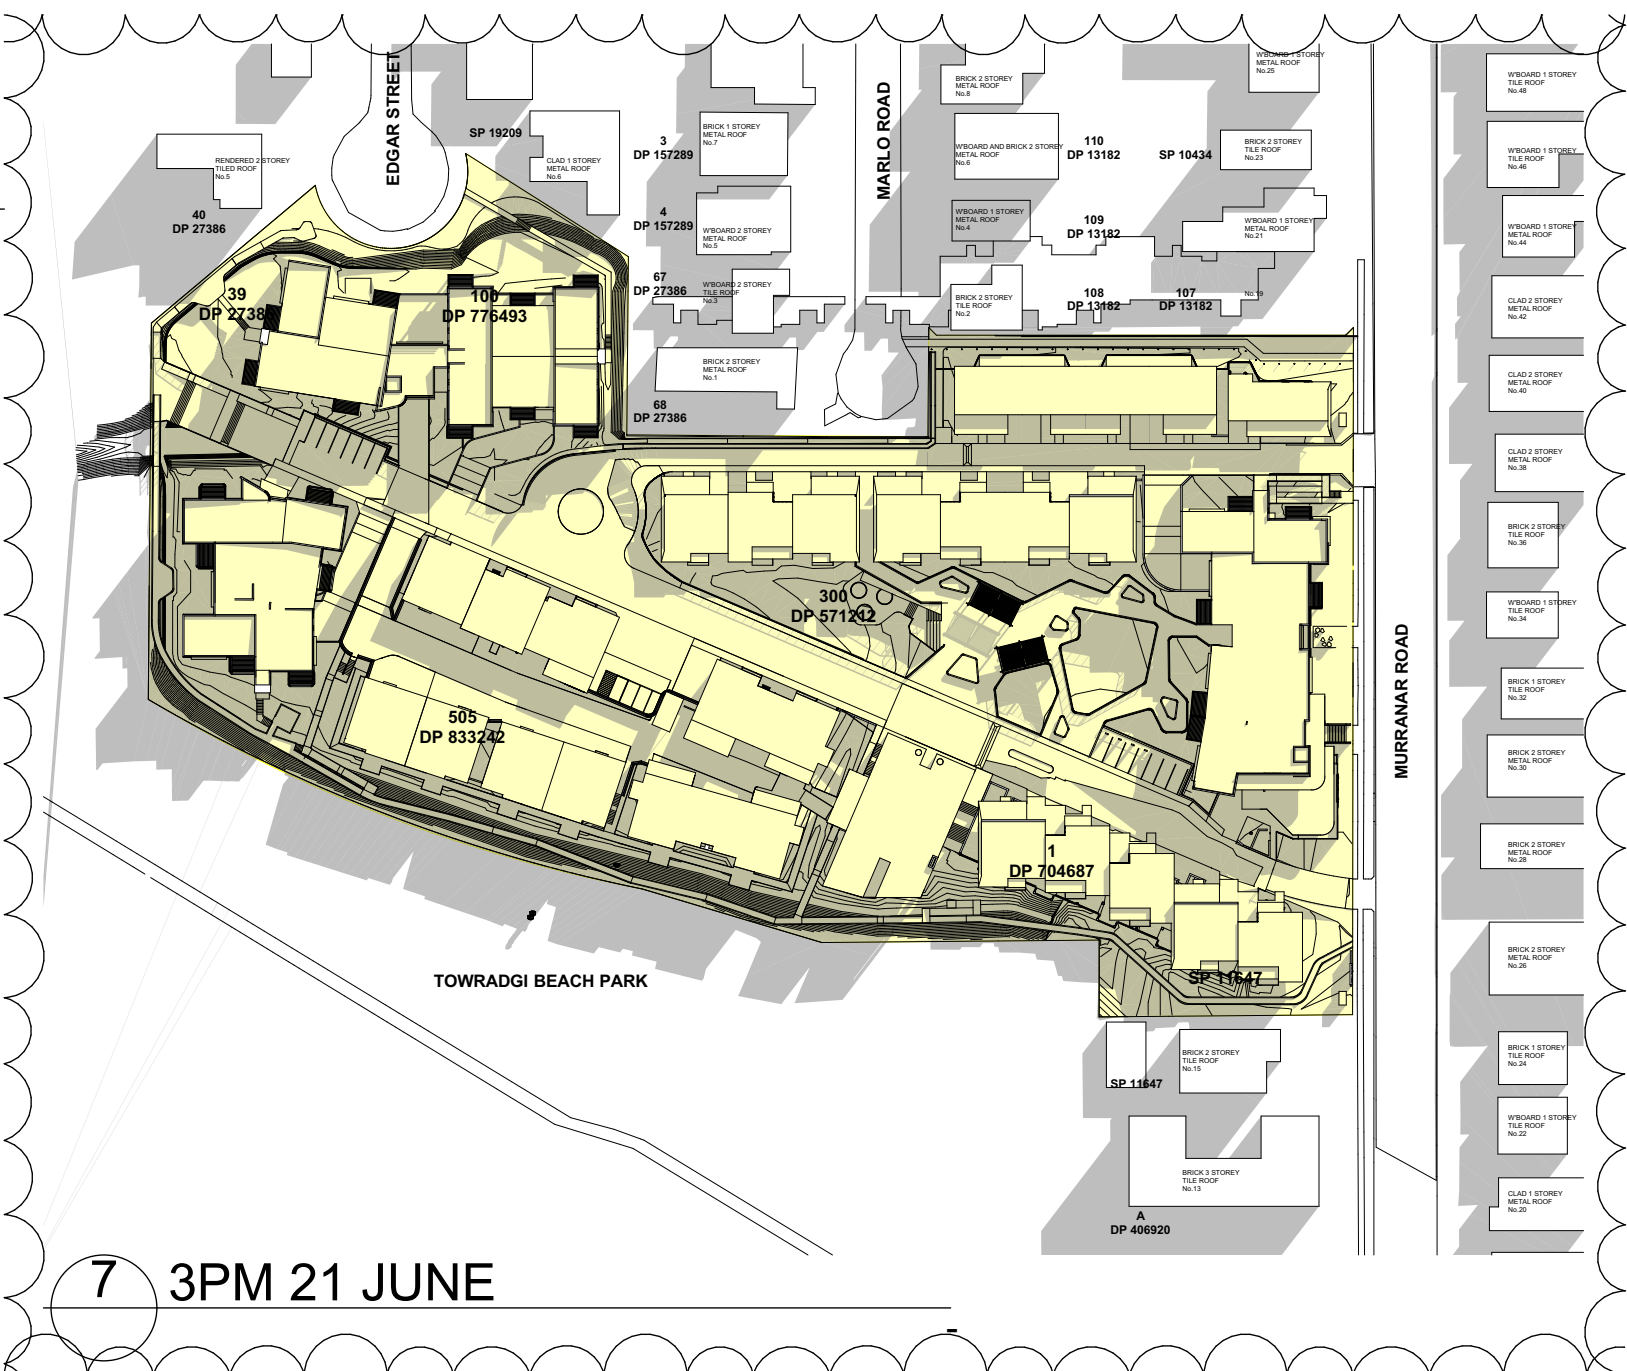 EDGAR STREET
MARLO ROAD
MURRANAR ROAD
RENDERED 2 STOREY
TILED ROOF
No.5
40
DP 27386
SP 19209
CLAD 1 STOREY
METAL ROOF
No.6
3
DP 157289
BRICK 1 STOREY
METAL ROOF
No.7
4
DP 157289
W'BOARD 2 STOREY
METAL ROOF
No.5
67
DP 27386
W'BOARD 2 STOREY
TILE ROOF
No.3
BRICK 2 STOREY
METAL ROOF
No.1
68
DP 27386
BRICK 2 STOREY
METAL ROOF
No.8
W'BOARD AND BRICK 2 STOREY
METAL ROOF
No.6
W'BOARD 1 STOREY
METAL ROOF
No.4
BRICK 2 STOREY
TILE ROOF
No.2
110
DP 13182
SP 10434
109
DP 13182
108
DP 13182
107
DP 13182
W'BOARD 1 STOREY
METAL ROOF
No.25
BRICK 2 STOREY
TILE ROOF
No.23
W'BOARD 1 STOREY
METAL ROOF
No.21
No.19
39
DP 27386
100
DP 776493
300
DP 571212
505
DP 833242
1
DP 704687
SP 11647
TOWRADGI BEACH PARK
SP 11647
BRICK 2 STOREY
TILE ROOF
No.15
BRICK 3 STOREY
TILE ROOF
No.13
A
DP 406920
W'BOARD 1 STOREY
TILE ROOF
No.48
W'BOARD 1 STOREY
TILE ROOF
No.46
W'BOARD 1 STOREY
METAL ROOF
No.44
CLAD 2 STOREY
METAL ROOF
No.42
CLAD 2 STOREY
METAL ROOF
No.40
CLAD 2 STOREY
METAL ROOF
No.38
BRICK 2 STOREY
METAL ROOF
No.36
W'BOARD 1 STOREY
TILE ROOF
No.34
BRICK 1 STOREY
TILE ROOF
No.32
BRICK 2 STOREY
METAL ROOF
No.30
BRICK 2 STOREY
METAL ROOF
No.28
BRICK 2 STOREY
METAL ROOF
No.26
BRICK 1 STOREY
TILE ROOF
No.24
W'BOARD 1 STOREY
TILE ROOF
No.22
CLAD 1 STOREY
METAL ROOF
No.20
7 3PM 21 JUNE
-